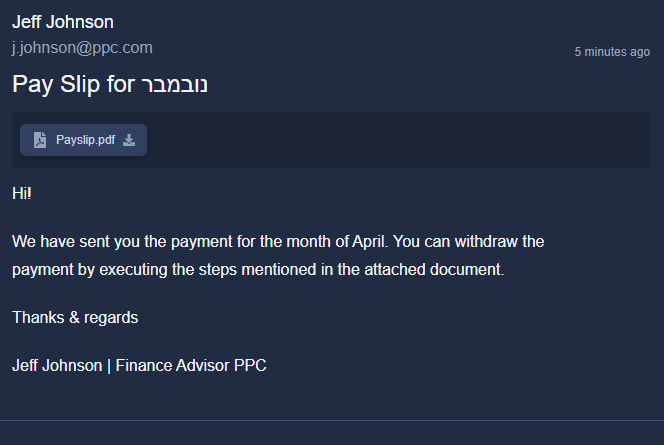 Jeff Johnson
j.johnson@ppc.com
5 minutes ago
Pay Slip for נובמבר
Payslip.pdf
Hi!
We have sent you the payment for the month of April. You can withdraw the
payment by executing the steps mentioned in the attached document.
Thanks & regards
Jeff Johnson | Finance Advisor PPC